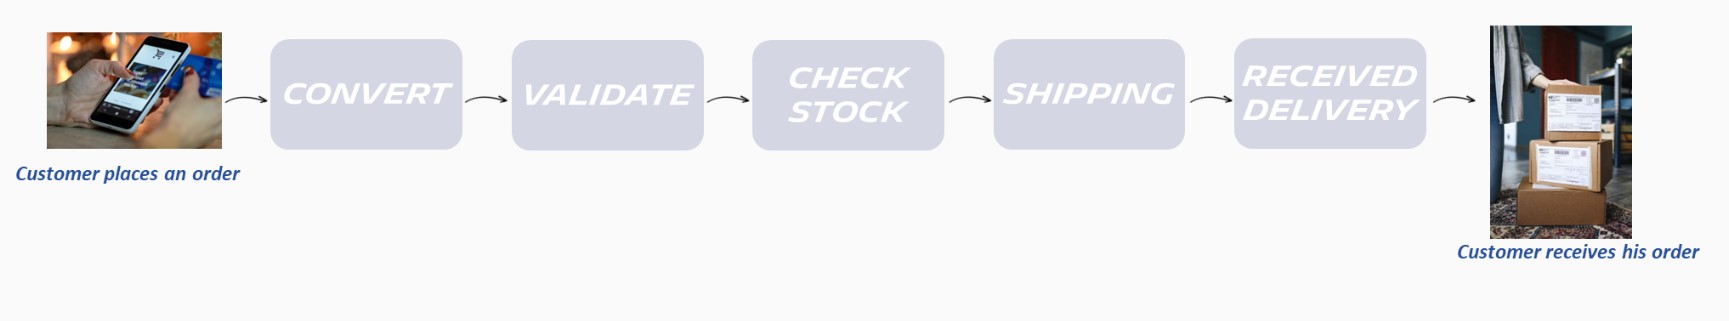 CONVERT
VALIDATE
CHECK
STOCK
SHIPPING
RECEIVED
DELIVERY
Customer places an order
Customer receives his order